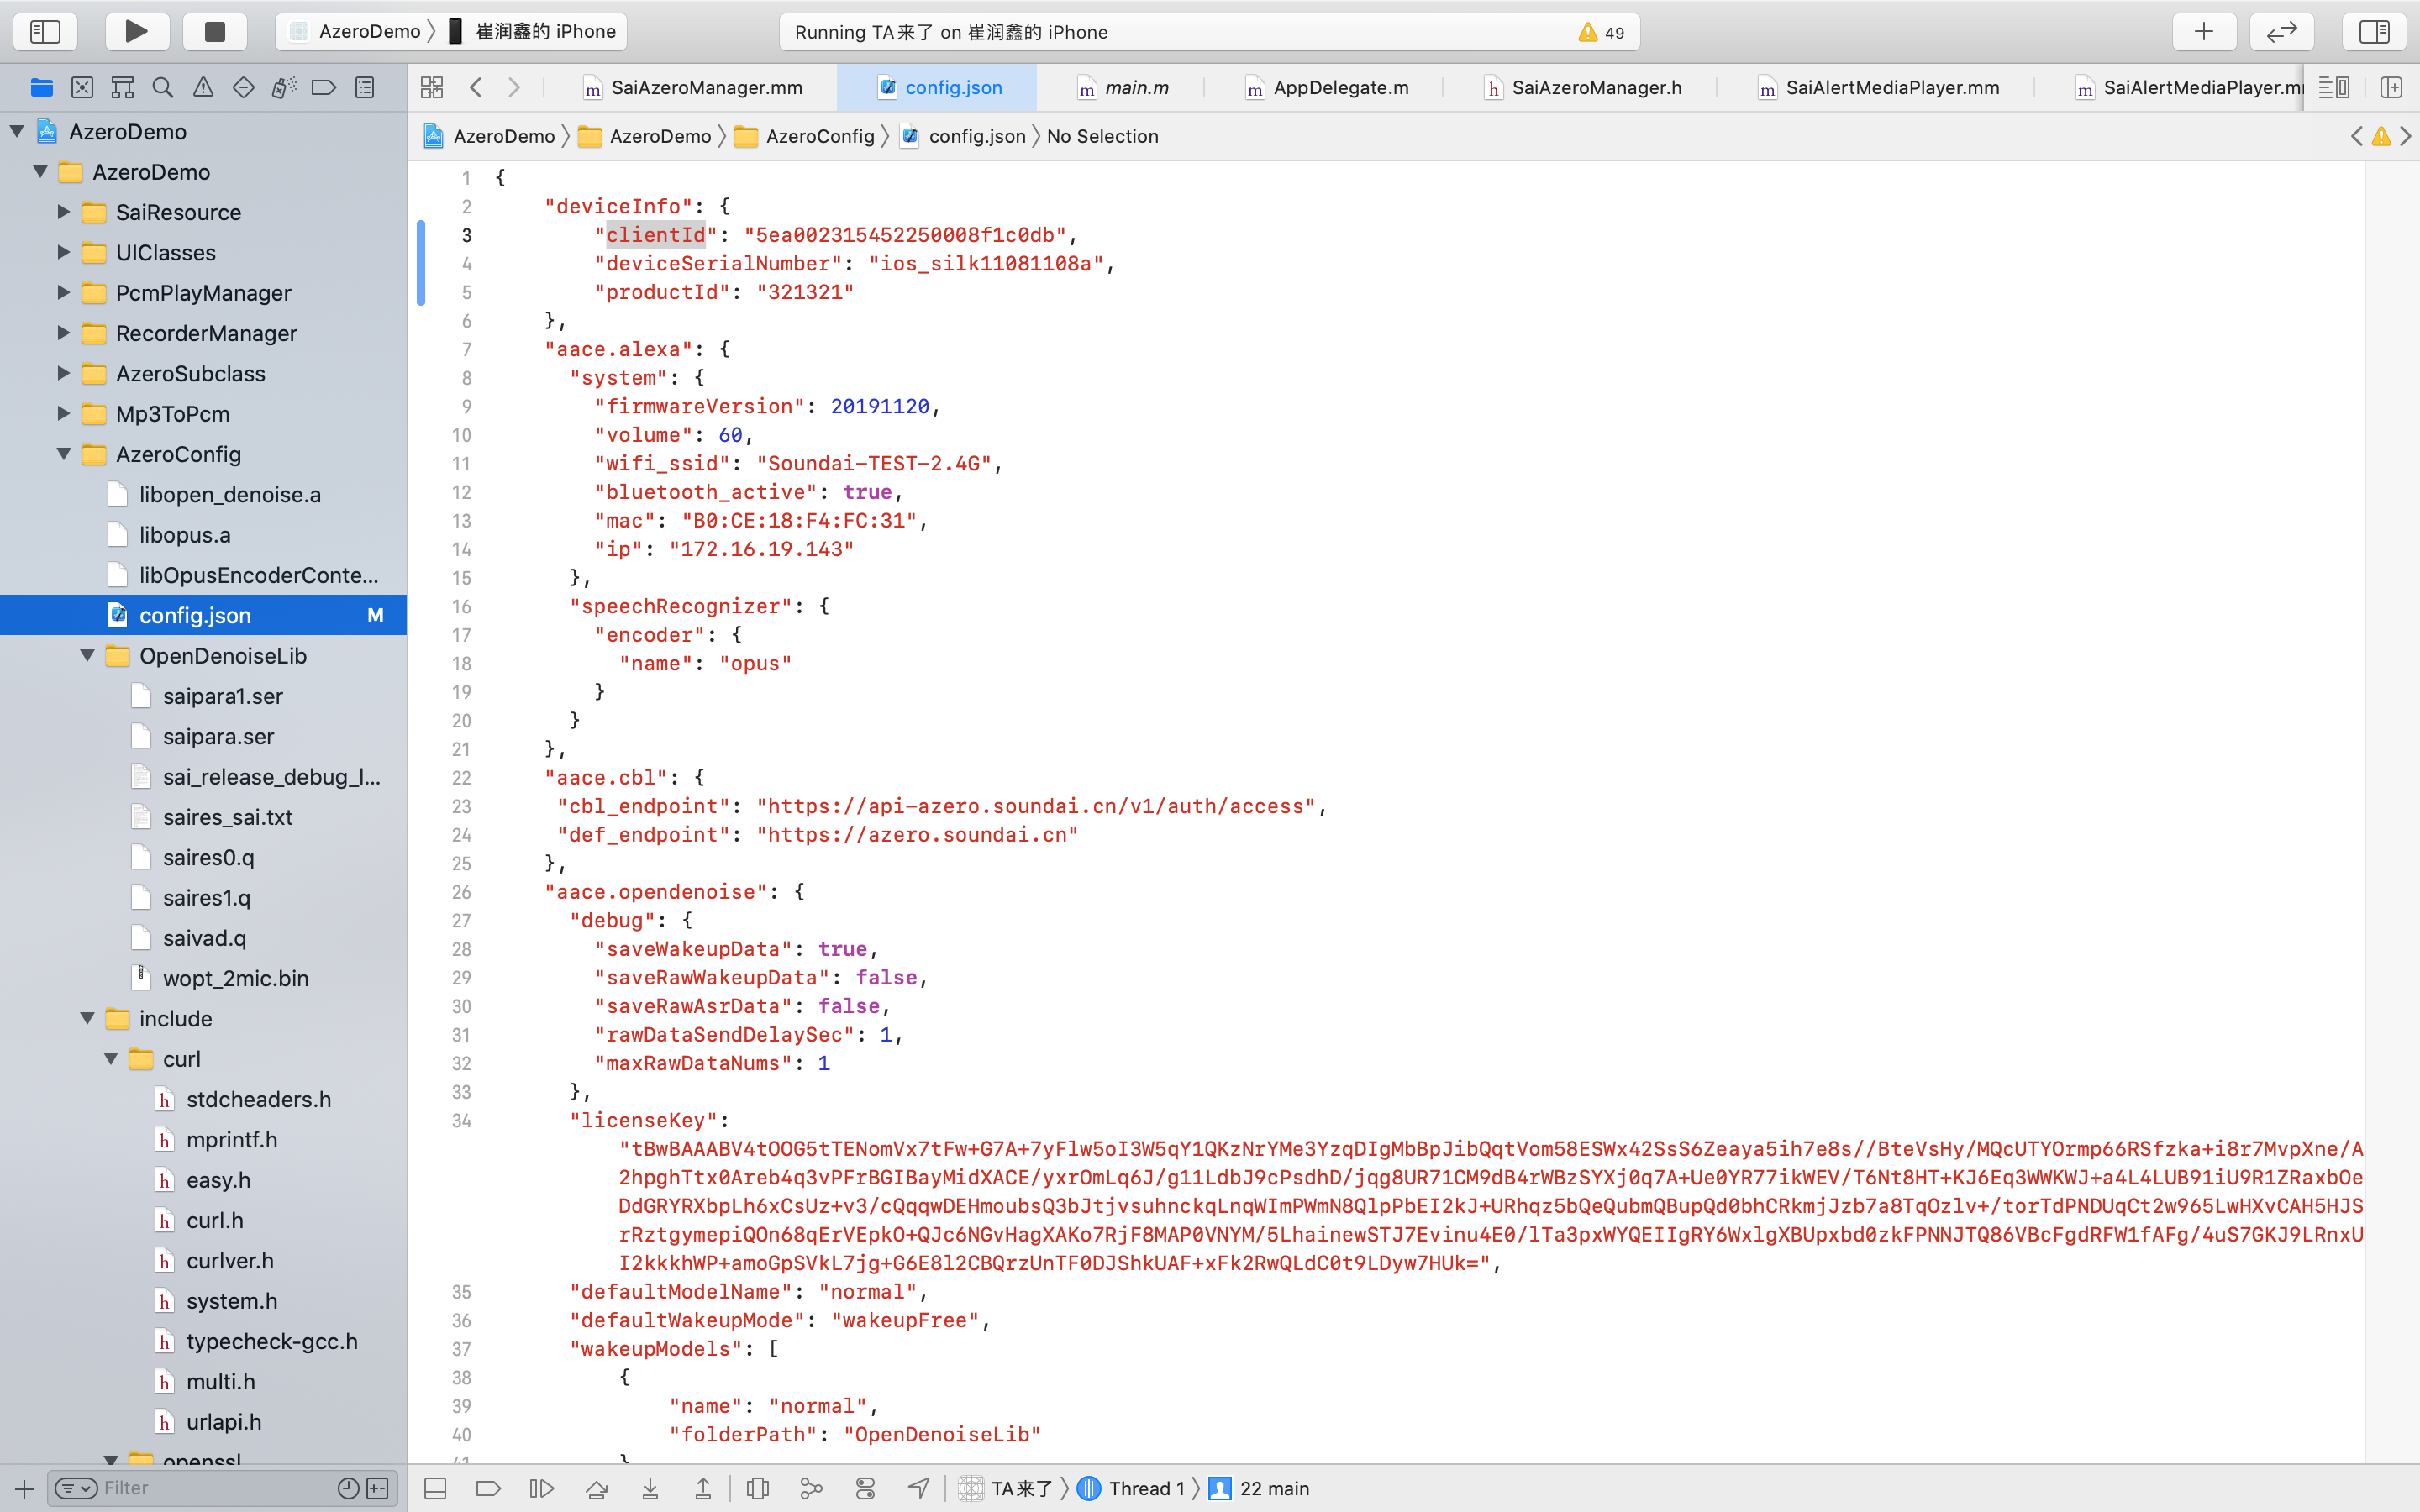 AzeroDemo 〉 崔润鑫的 iPhone
Running TA来了 on 崔润鑫的 iPhone
49
SaiAzeroManager.mm
config.json
main.m
AppDelegate.m
SaiAzeroManager.h
SaiAlertMediaPlayer.mm
SaiAlertMediaPlayer.m
AzeroDemo 〉 AzeroDemo 〉 AzeroConfig 〉 config.json 〉 No Selection
AzeroDemo
AzeroDemo
SaiResource
UIClasses
PcmPlayManager
RecorderManager
AzeroSubclass
Mp3ToPcm
AzeroConfig
libopen_denoise.a
libopus.a
libOpusEncoderConte...
config.json M
OpenDenoiseLib
saipara1.ser
saipara.ser
sai_release_debug_l...
saires_sai.txt
saires0.q
saires1.q
saivad.q
wopt_2mic.bin
include
curl
stdcheaders.h
mprintf.h
easy.h
curl.h
curlver.h
system.h
typecheck-gcc.h
multi.h
urlapi.h
openssl
Filter
1 {
2 "deviceInfo": {
3 "clientId": "5ea002315452250008f1c0db",
4 "deviceSerialNumber": "ios_silk11081108a",
5 "productId": "321321"
6 },
7 "aace.alexa": {
8 "system": {
9 "firmwareVersion": 20191120,
10 "volume": 60,
11 "wifi_ssid": "Soundai-TEST-2.4G",
12 "bluetooth_active": true,
13 "mac": "B0:CE:18:F4:FC:31",
14 "ip": "172.16.19.143"
15 },
16 "speechRecognizer": {
17 "encoder": {
18 "name": "opus"
19 }
20 }
21 },
22 "aace.cbl": {
23 "cbl_endpoint": "https://api-azero.soundai.cn/v1/auth/access",
24 "def_endpoint": "https://azero.soundai.cn"
25 },
26 "aace.opendenoise": {
27 "debug": {
28 "saveWakeupData": true,
29 "saveRawWakeupData": false,
30 "saveRawAsrData": false,
31 "rawDataSendDelaySec": 1,
32 "maxRawDataNums": 1
33 },
34 "licenseKey":
"tBwBAAABV4tOOG5tTENomVx7tFw+G7A+7yFlw5oI3W5qY1QKzNrYMe3YzqDIgMbBpJibQqtVom58ESWx42SsS6Zeaya5ih7e8s//BteVsHy/MQcUTYOrmp66RSfzka+i8r7MvpXne/A
2hpghTtx0Areb4q3vPFrBGIBayMidXACE/yxrOmLq6J/g11LdbJ9cPsdhD/jqg8UR71CM9dB4rWBzSYXj0q7A+Ue0YR77ikWEV/T6Nt8HT+KJ6Eq3WWKWJ+a4L4LUB91iU9R1ZRaxbOe
DdGRYRXbpLh6xCsUz+v3/cQqqwDEHmoubsQ3bJtjvsuhnckqLnqWImPWmN8QlpPbEI2kJ+URhqz5bQeQubmQBupQd0bhCRkmjJzb7a8TqOzlv+/torTdPNDUqCt2w965LwHXvCAH5HJS
rRztgymepiQOn68qErVEpkO+QJc6NGvHagXAKo7RjF8MAP0VNYM/5LhainewSTJ7Evinu4E0/lTa3pxWYQEIIgRY6WxlgXBUpxbd0zkFPNNJTQ86VBcFgdRFW1fAFg/4uS7GKJ9LRnxU
I2kkkhWP+amoGpSVkL7jg+G6E8l2CBQrzUnTF0DJShkUAF+xFk2RwQLdC0t9LDyw7HUk=",
35 "defaultModelName": "normal",
36 "defaultWakeupMode": "wakeupFree",
37 "wakeupModels": [
38 {
39 "name": "normal",
40 "folderPath": "OpenDenoiseLib"
41 }
TA来了 〉 Thread 1 〉 22 main